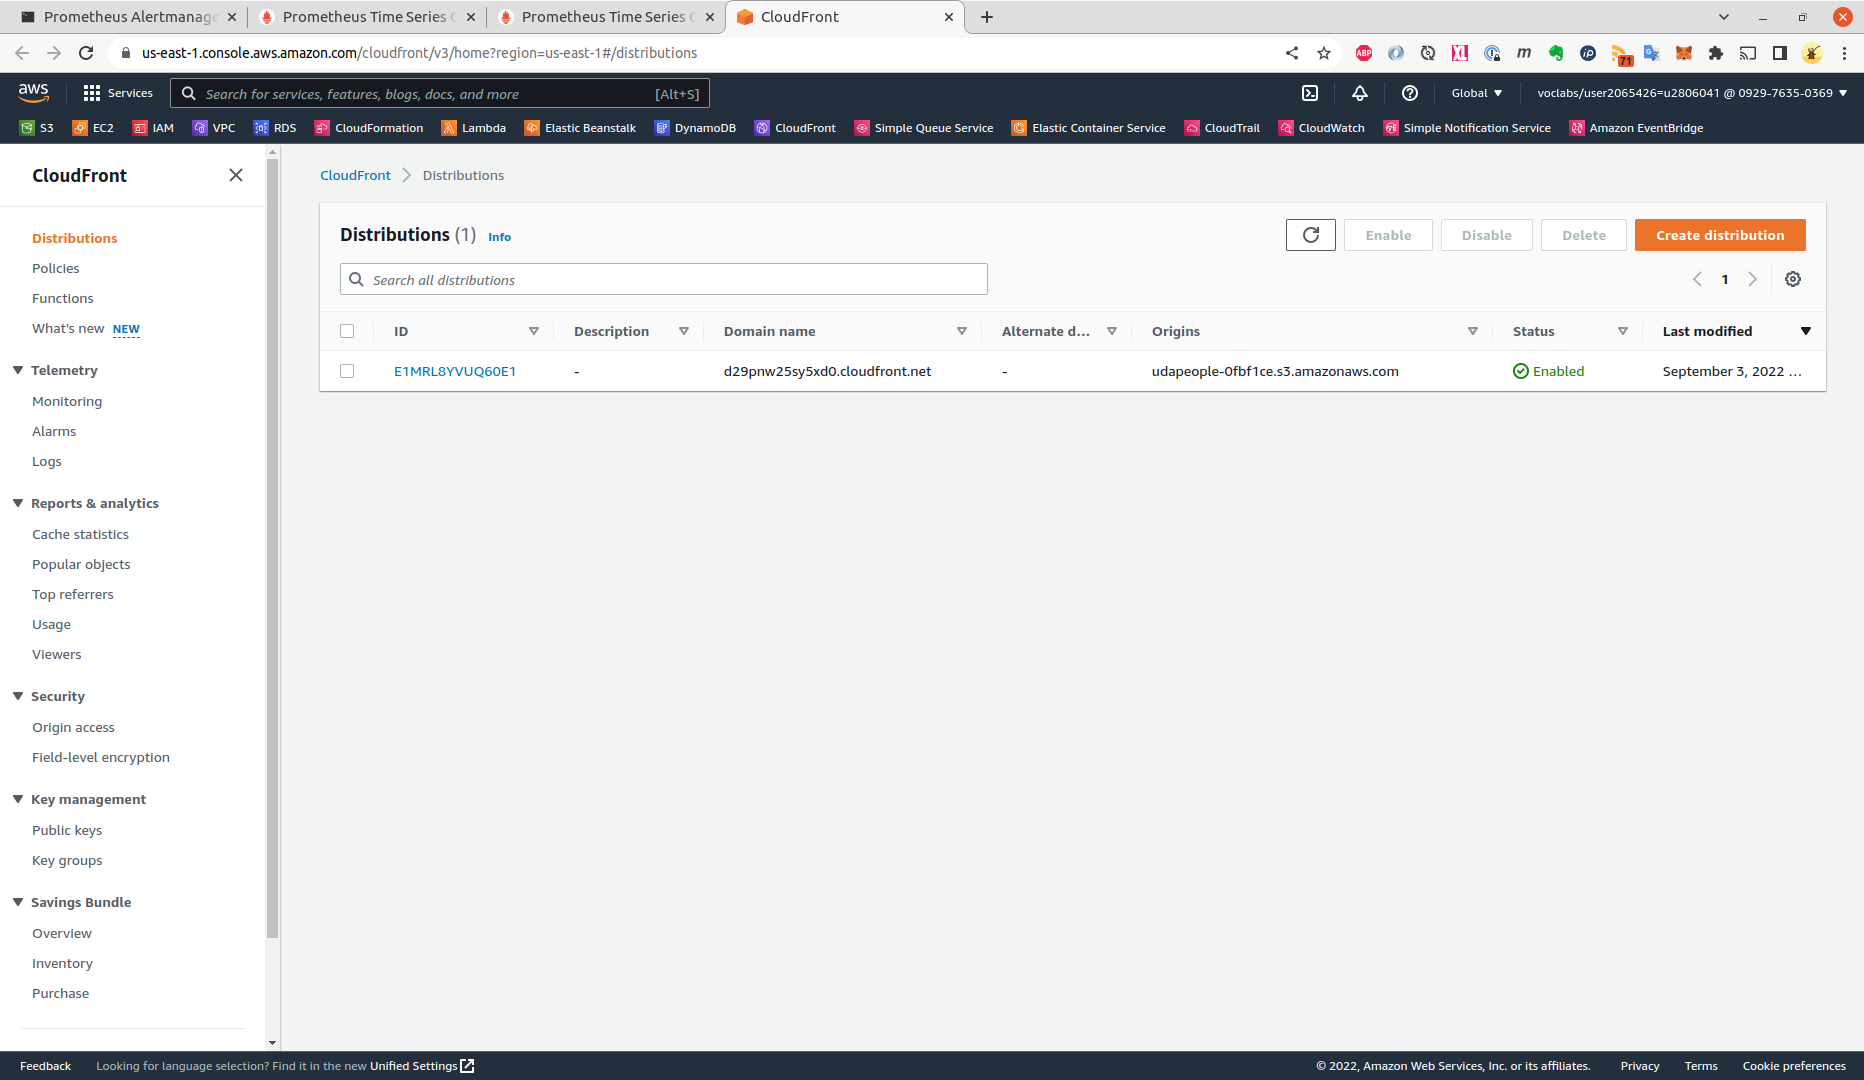 Prometheus Alertmanage
Prometheus Time Series C
Prometheus Time Series C
CloudFront
us-east-1.console.aws.amazon.com/cloudfront/v3/home?region=us-east-1#/distributions
ABP
XL
m
ip
71
aws
Services
Search for services, features, blogs, docs, and more
[Alt+S]
Global
voclabs/user2065426=u2806041 @ 0929-7635-0369
S3
EC2
IAM
VPC
RDS
CloudFormation
Lambda
Elastic Beanstalk
DynamoDB
CloudFront
Simple Queue Service
Elastic Container Service
CloudTrail
CloudWatch
Simple Notification Service
Amazon EventBridge
CloudFront
Distributions
Policies
Functions
What's new NEW
Telemetry
Monitoring
Alarms
Logs
Reports & analytics
Cache statistics
Popular objects
Top referrers
Usage
Viewers
Security
Origin access
Field-level encryption
Key management
Public keys
Key groups
Savings Bundle
Overview
Inventory
Purchase
CloudFront
Distributions
Distributions (1) Info
Enable
Disable
Delete
Create distribution
Search all distributions
1
ID
Description
Domain name
Alternate d...
Origins
Status
Last modified
E1MRL8YVUQ60E1
-
d29pnw25sy5xd0.cloudfront.net
-
udapeople-0fbf1ce.s3.amazonaws.com
Enabled
September 3, 2022 ...
Feedback
Looking for language selection? Find it in the new Unified Settings
© 2022, Amazon Web Services, Inc. or its affiliates.
Privacy
Terms
Cookie preferences